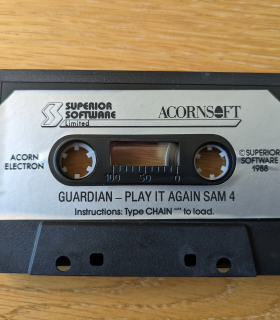 SUPERIOR
SOFTWARE
Limited
ACORNSOFT
ACORN
ELECTRON
© SUPERIOR
SOFTWARE
1988
100 50 0
GUARDIAN – PLAY IT AGAIN SAM 4
Instructions: Type CHAIN"" to load.